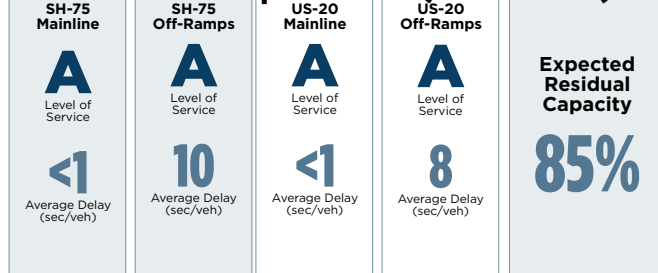 SH-75
Mainline
A
Level of
Service
<1
Average Delay
(sec/veh)
SH-75
Off-Ramps
A
Level of
Service
10
Average Delay
(sec/veh)
US-20
Mainline
A
Level of
Service
<1
Average Delay
(sec/veh)
US-20
Off-Ramps
A
Level of
Service
8
Average Delay
(sec/veh)
Expected
Residual
Capacity
85%